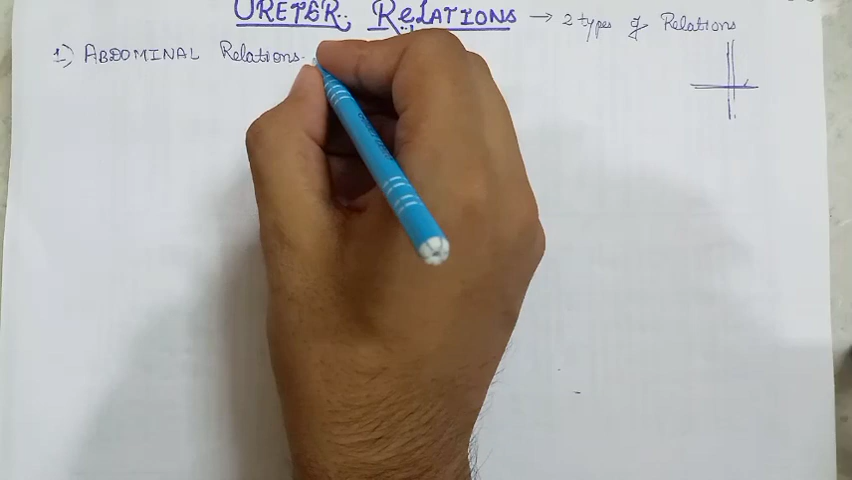 URETER RELATIONS → 2 types of Relations
1) ABDOMINAL Relations.